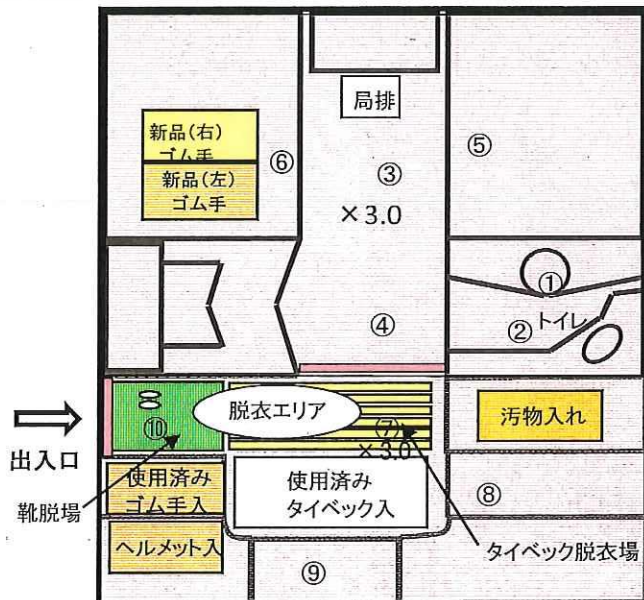 局排
新品(右)
ゴム手
新品(左)
ゴム手
⑥
③
⑤
×3.0
①
④
②
トイレ
出入口
⑩
脱衣エリア
⑦
×3.0
汚物入れ
靴脱場
使用済み
ゴム手入
使用済み
タイベック入
⑧
ヘルメット入
⑨
タイベック脱衣場